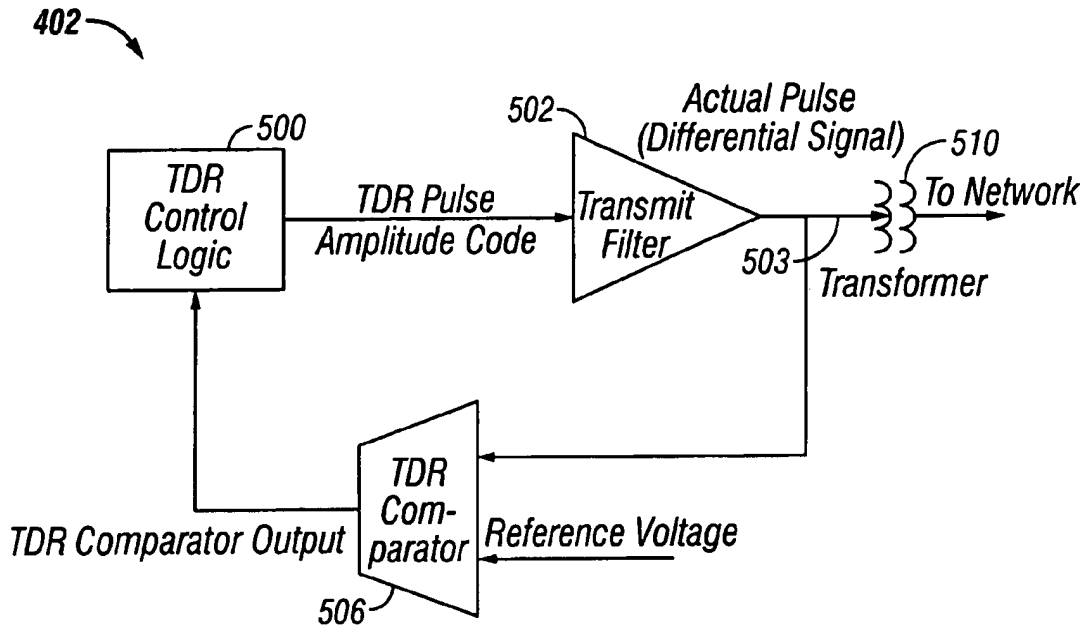 402
500
TDR
Control
Logic
TDR Pulse
Amplitude Code
502
Transmit
Filter
Actual Pulse
(Differential Signal)
503
510
To Network
Transformer
TDR
Com-
parator
506
Reference Voltage
TDR Comparator Output